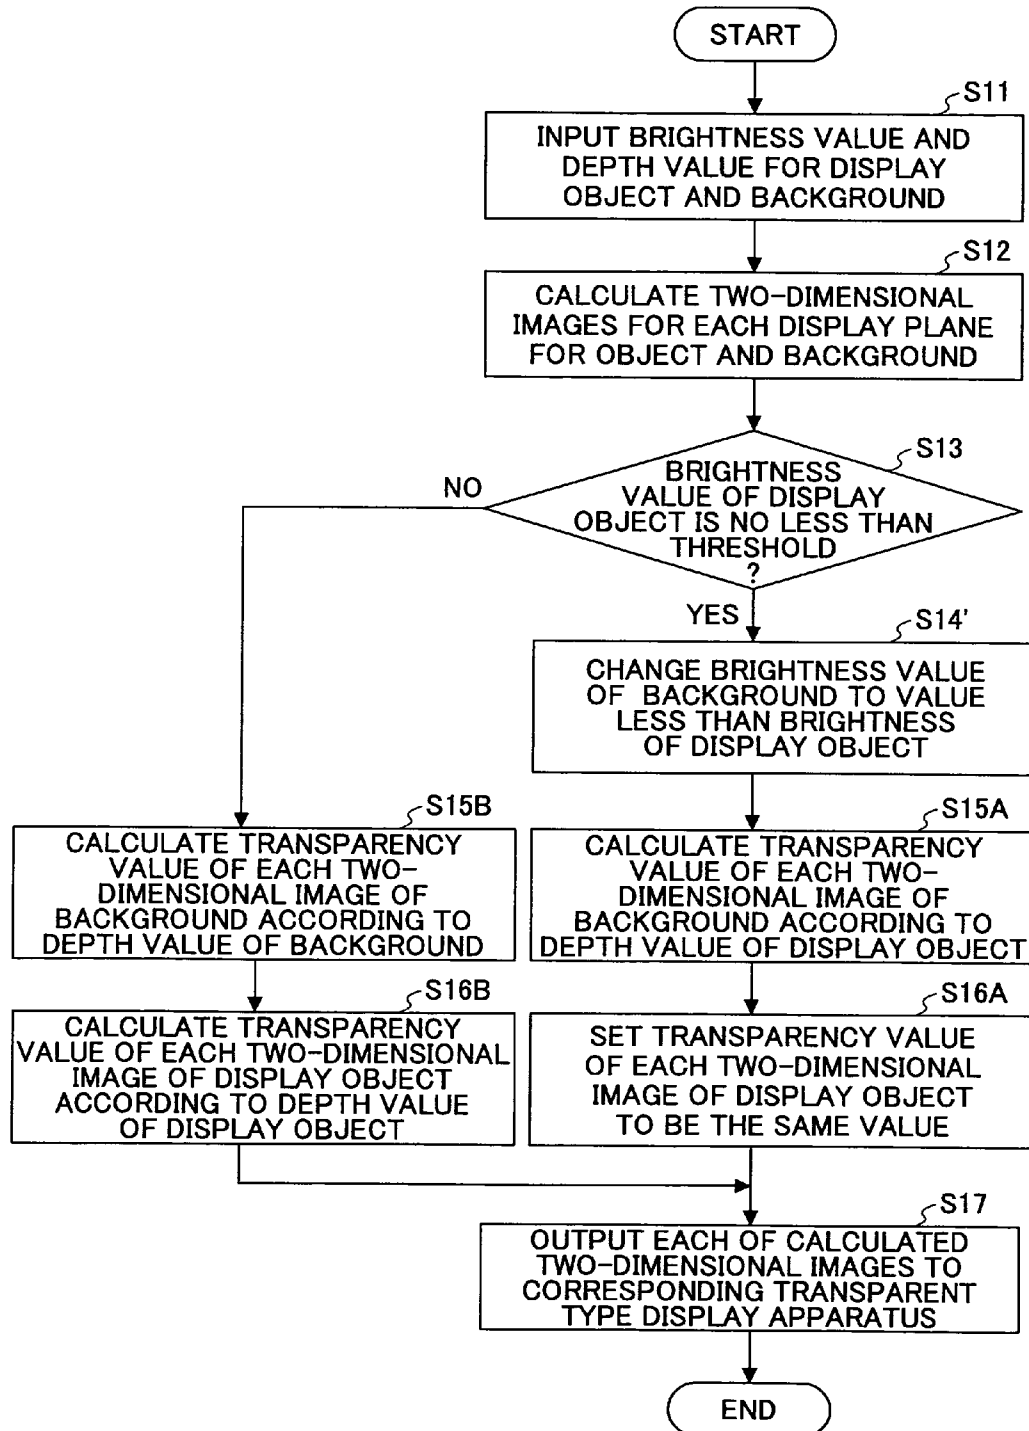 START
S11
INPUT BRIGHTNESS VALUE AND
DEPTH VALUE FOR DISPLAY
OBJECT AND BACKGROUND
S12
CALCULATE TWO-DIMENSIONAL
IMAGES FOR EACH DISPLAY PLANE
FOR OBJECT AND BACKGROUND
S13
BRIGHTNESS
VALUE OF DISPLAY
OBJECT IS NO LESS THAN
THRESHOLD
?
NO
YES
S14'
CHANGE BRIGHTNESS VALUE
OF BACKGROUND TO VALUE
LESS THAN BRIGHTNESS
OF DISPLAY OBJECT
S15B
CALCULATE TRANSPARENCY
VALUE OF EACH TWO-
DIMENSIONAL IMAGE OF
BACKGROUND ACCORDING TO
DEPTH VALUE OF BACKGROUND
S15A
CALCULATE TRANSPARENCY
VALUE OF EACH TWO-
DIMENSIONAL IMAGE OF
BACKGROUND ACCORDING TO
DEPTH VALUE OF DISPLAY OBJECT
S16B
CALCULATE TRANSPARENCY
VALUE OF EACH TWO-DIMENSIONAL
IMAGE OF DISPLAY OBJECT
ACCORDING TO DEPTH VALUE
OF DISPLAY OBJECT
S16A
SET TRANSPARENCY VALUE
OF EACH TWO-DIMENSIONAL
IMAGE OF DISPLAY OBJECT
TO BE THE SAME VALUE
S17
OUTPUT EACH OF CALCULATED
TWO-DIMENSIONAL IMAGES TO
CORRESPONDING TRANSPARENT
TYPE DISPLAY APPARATUS
END